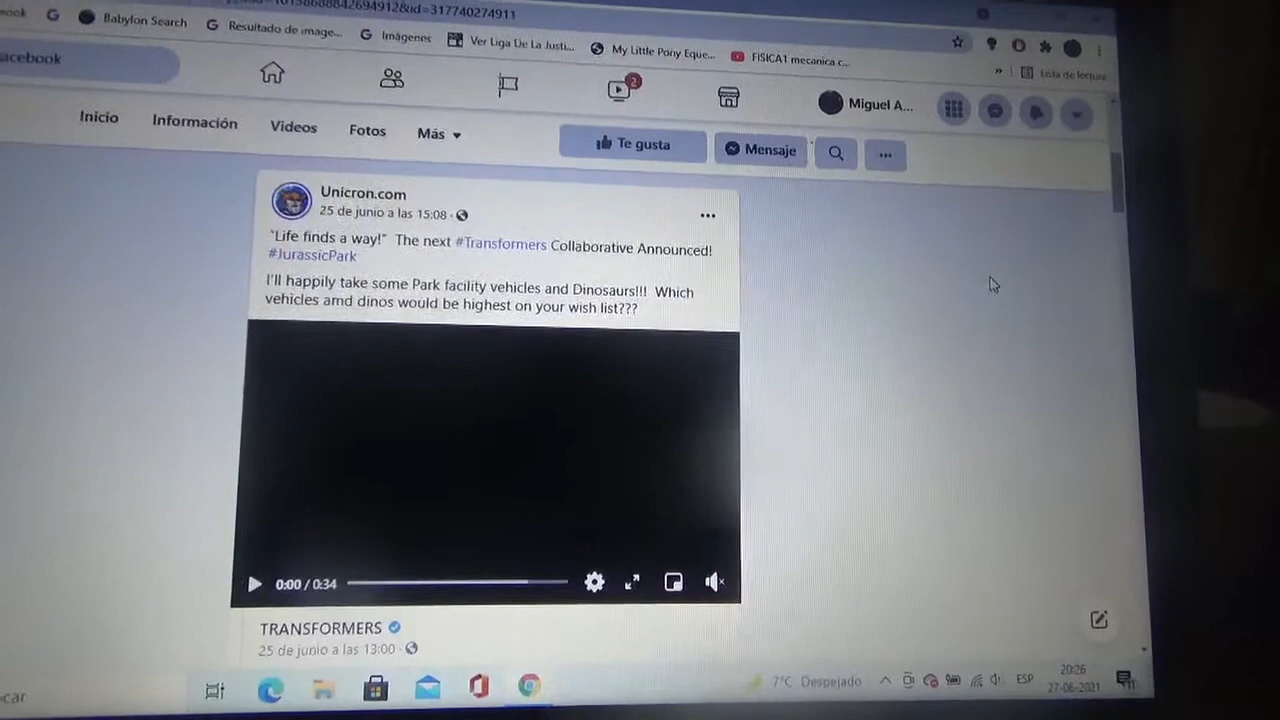 842694912&id=317740274911
Babylon Search
Resultado de image...
Imágenes
Ver Liga De La Justi...
My Little Pony Eque...
FISICA1 mecanica c...
»
Lista de lectura
acebook
2
Miguel A...
Inicio
Información
Videos
Fotos
Más
Te gusta
Mensaje
Unicron.com
25 de junio a las 15:08 ·
"Life finds a way!" The next #Transformers Collaborative Announced!
#JurassicPark
I'll happily take some Park facility vehicles and Dinosaurs!!! Which
vehicles amd dinos would be highest on your wish list???
0:00 / 0:34
TRANSFORMERS
25 de junio a las 13:00 ·
car
7°C Despejado
ESP
20:26
27-06-2021